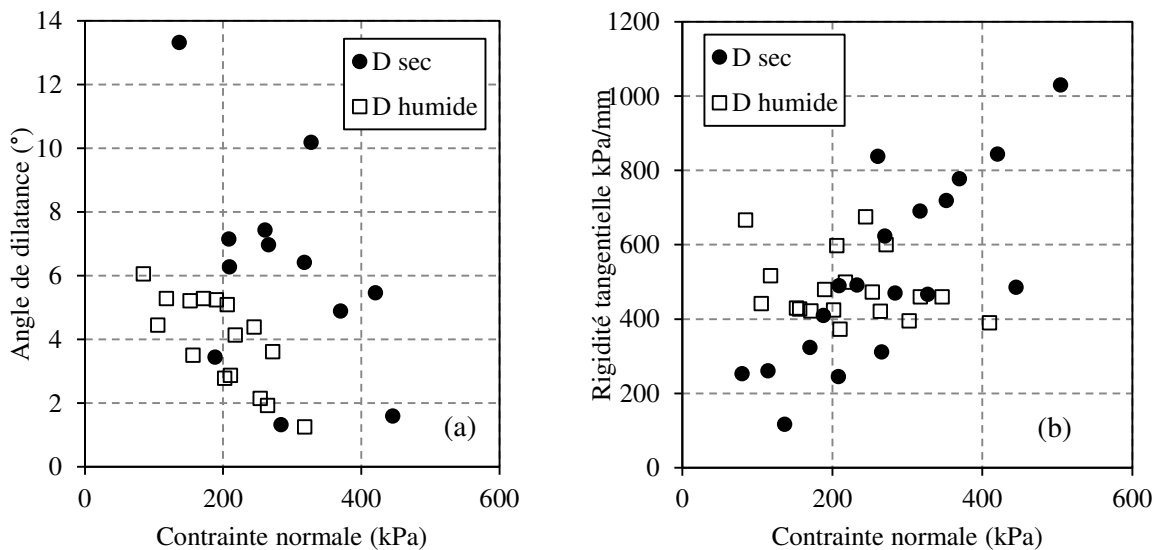 14
12
10
8
6
4
2
0
Angle de dilatance (°)
D sec
D humide
(a)
0
200
400
600
Contrainte normale (kPa)
1200
1000
800
600
400
200
0
Rigidité tangentielle kPa/mm
D sec
D humide
(b)
0
200
400
600
Contrainte normale (kPa)